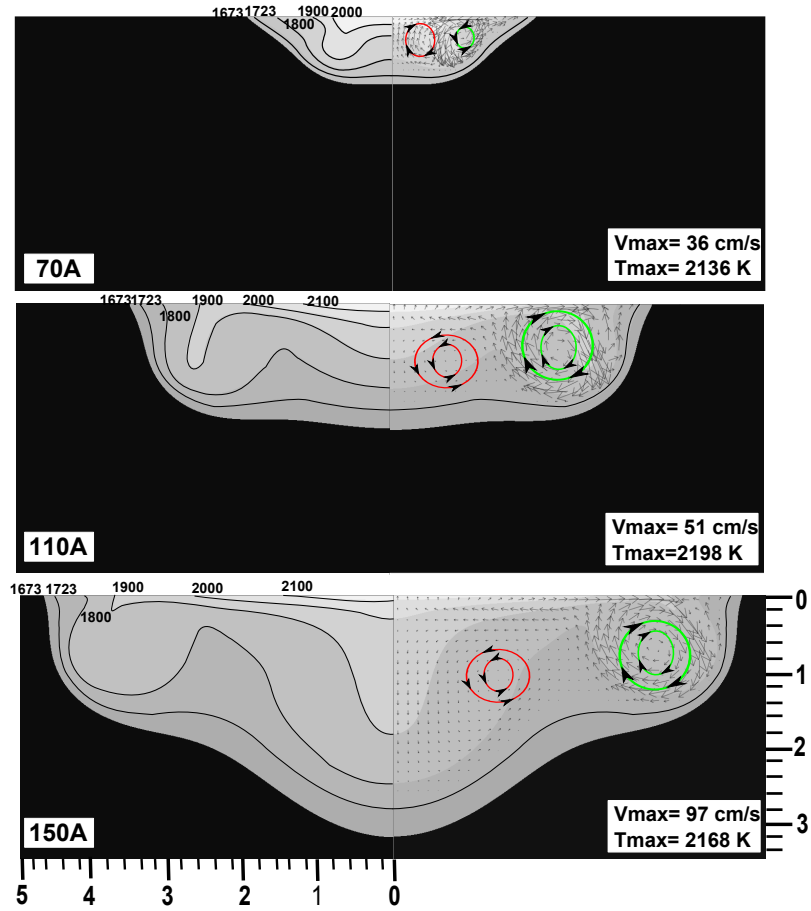 1673 1723 1900 2000
1800
70A
Vmax= 36 cm/s
Tmax= 2136 K
1673 1723 1900 2000 2100
1800
110A
Vmax= 51 cm/s
Tmax=2198 K
1673 1723 1900 2000 2100
1800
150A
Vmax= 97 cm/s
Tmax= 2168 K
0
1
2
3
5 4 3 2 1 0